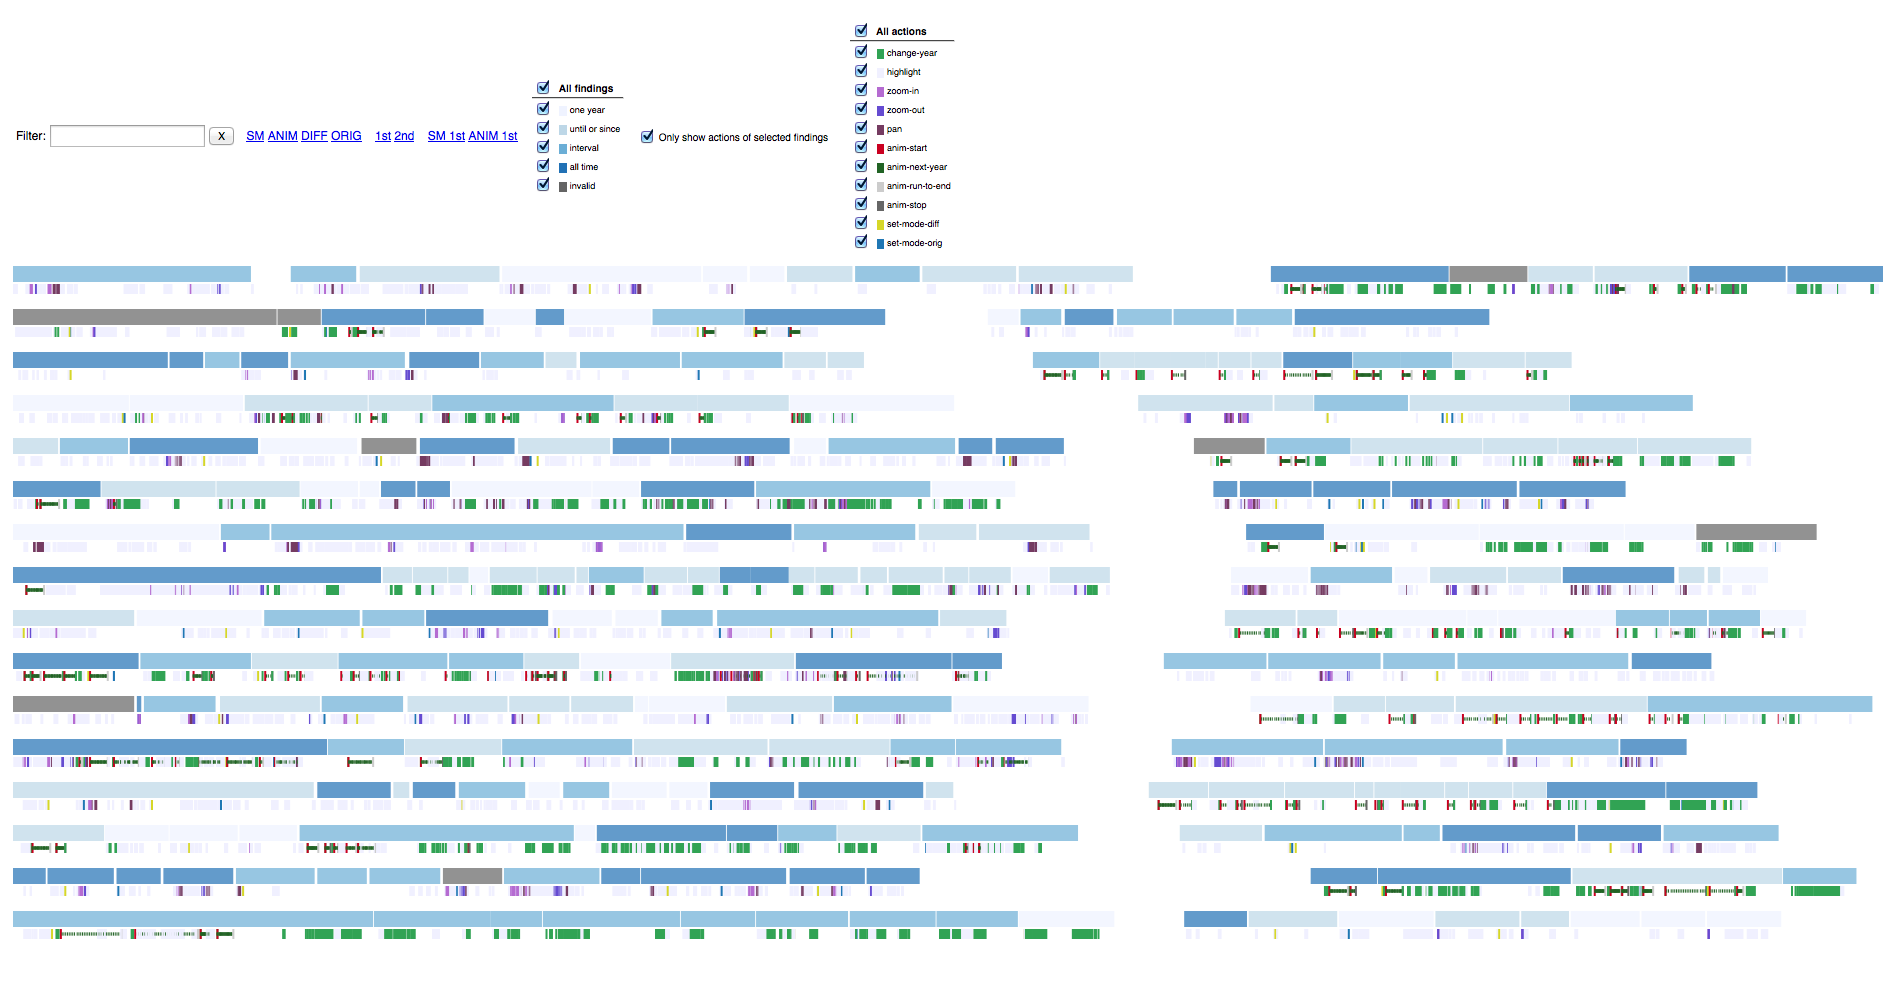 Filter:
X
SM ANIM DIFF ORIG 1st 2nd SM 1st ANIM 1st
All findings
one year
until or since
interval
all time
invalid
Only show actions of selected findings
All actions
change-year
highlight
zoom-in
zoom-out
pan
anim-start
anim-next-year
anim-run-to-end
anim-stop
set-mode-diff
set-mode-orig